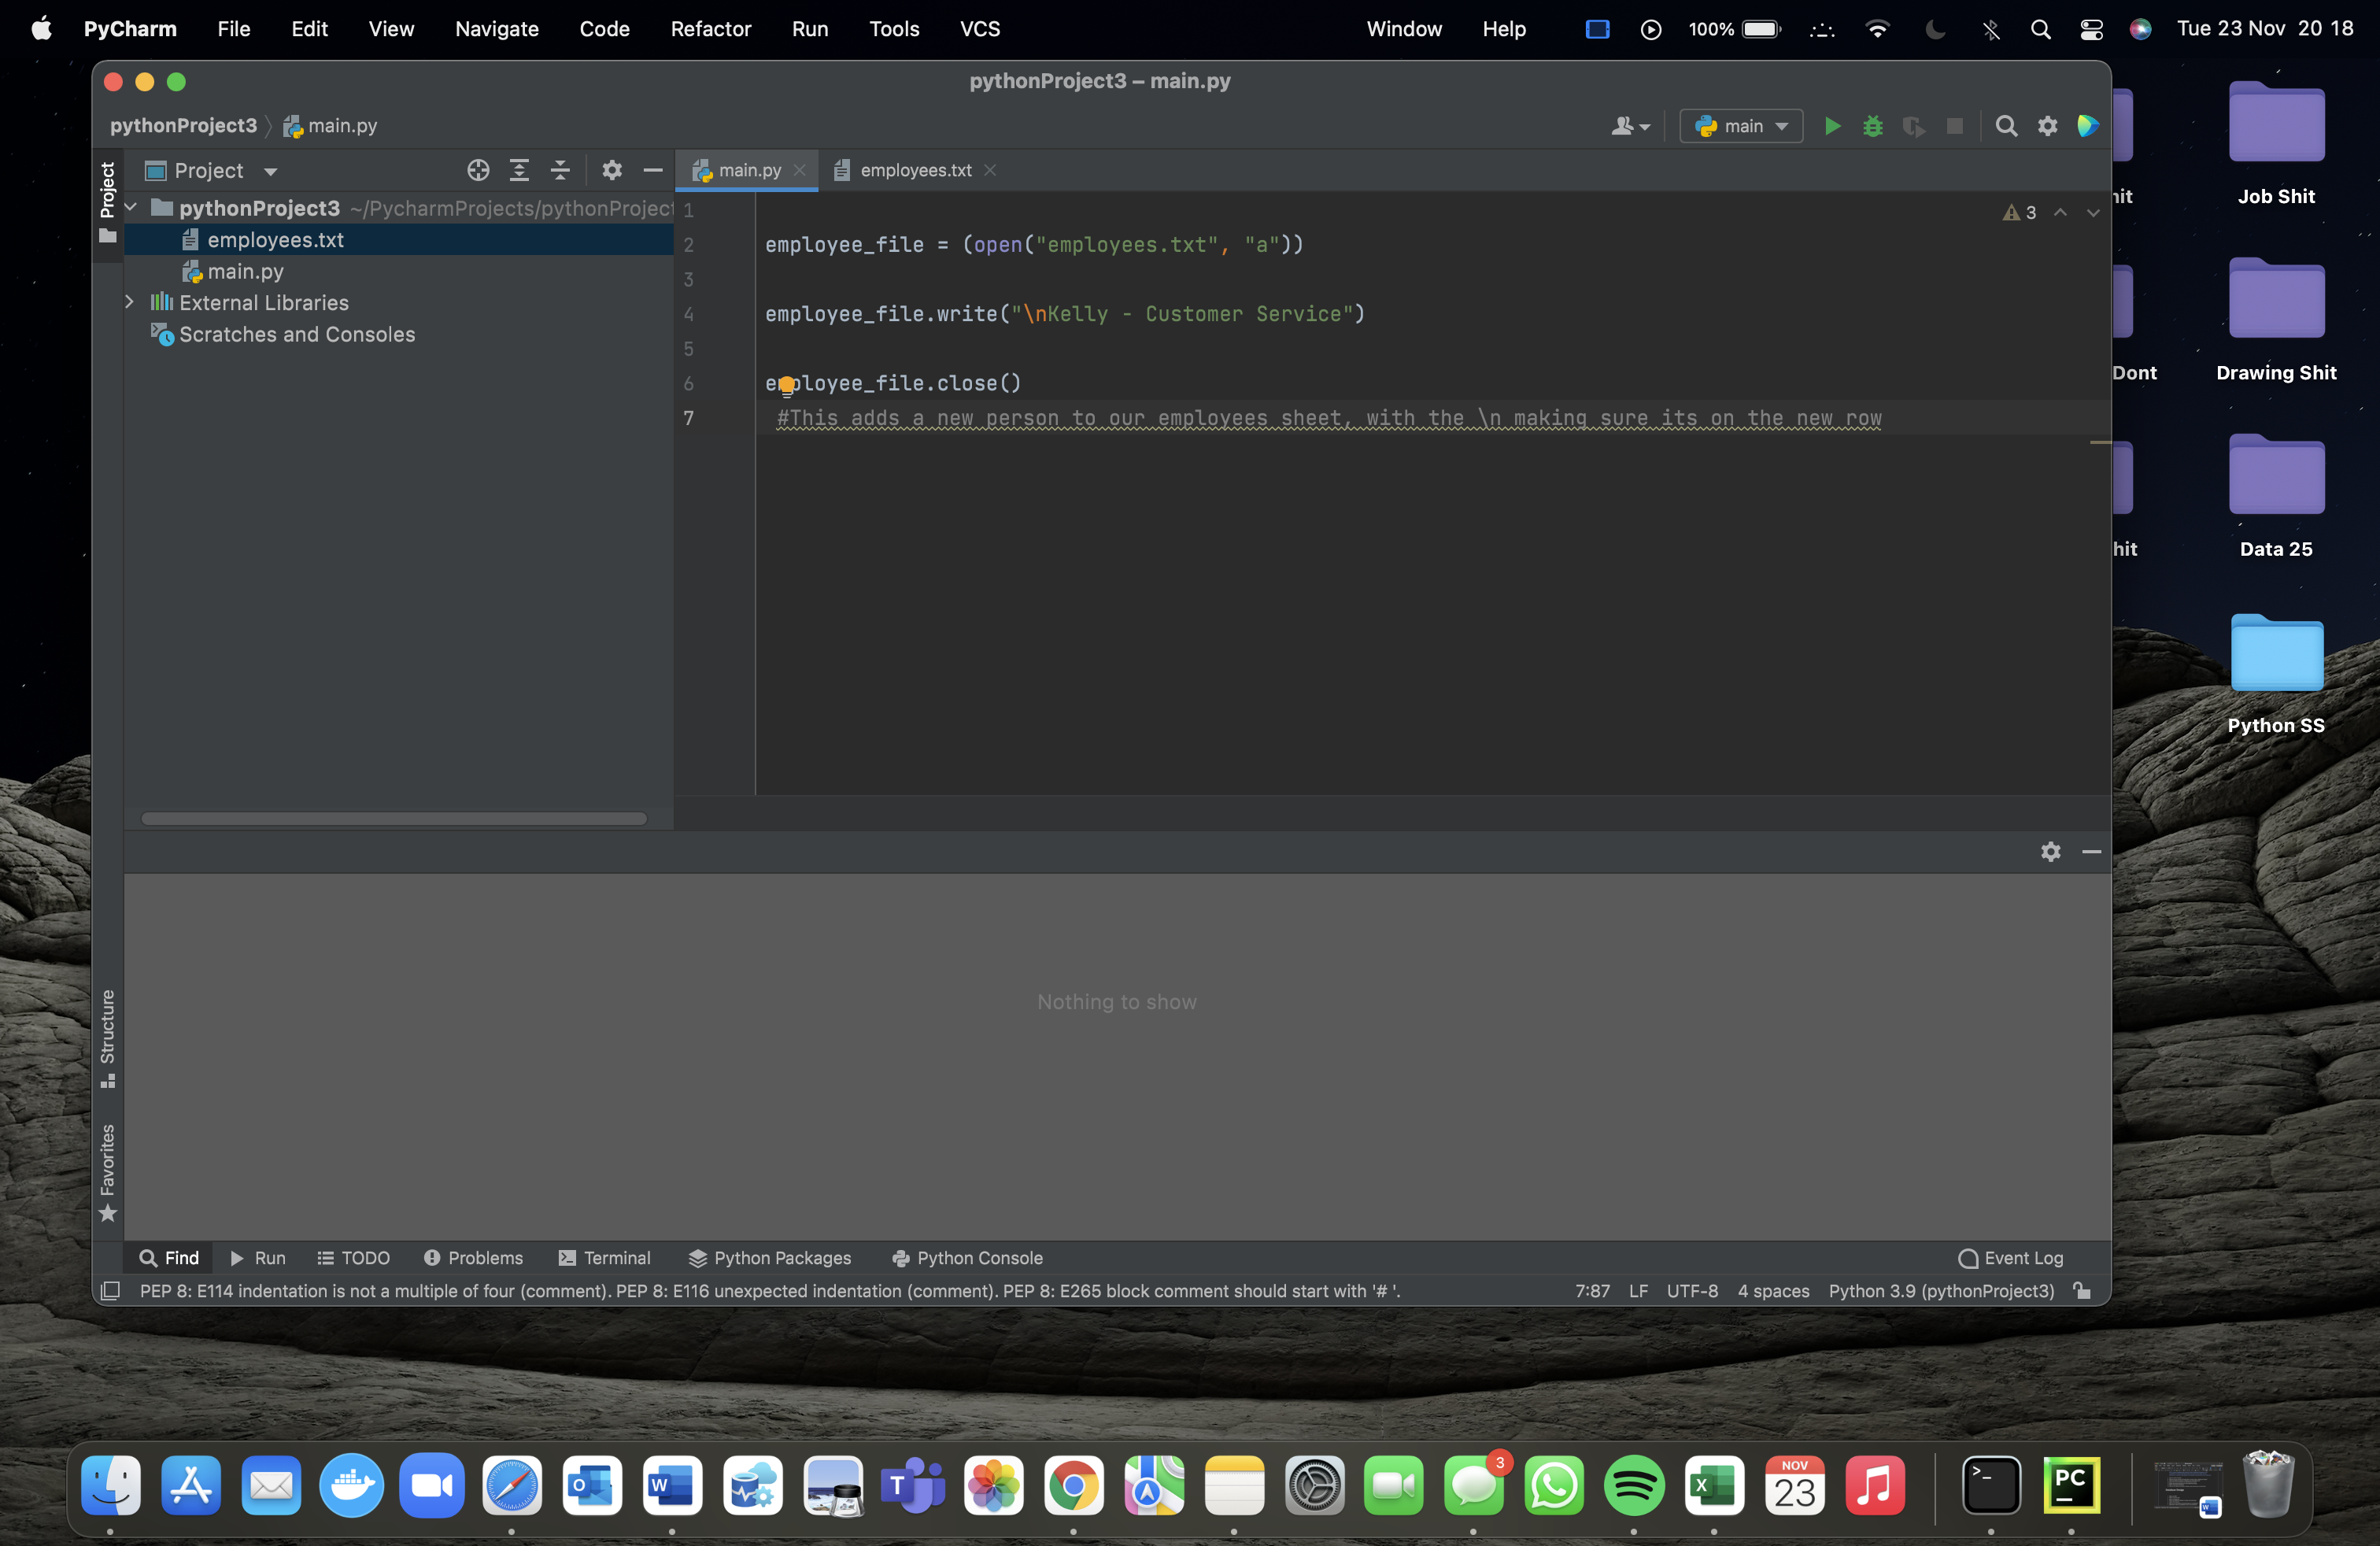 PyCharm File Edit View Navigate Code Refactor Run Tools VCS Window Help 100% Tue 23 Nov 20 18
pythonProject3 – main.py
pythonProject3 main.py main
Project main.py employees.txt
Project
pythonProject3 ~/PycharmProjects/pythonProject
employees.txt
main.py
External Libraries
Scratches and Consoles
1
2 employee_file = (open("employees.txt", "a"))
3
4 employee_file.write("\nKelly - Customer Service")
5
6 employee_file.close()
7 #This adds a new person to our employees sheet, with the \n making sure its on the new row
3
hit
Job Shit
Dont
Drawing Shit
hit
Data 25
Python SS
Nothing to show
Structure
Favorites
Find Run TODO Problems Terminal Python Packages Python Console Event Log
PEP 8: E114 indentation is not a multiple of four (comment). PEP 8: E116 unexpected indentation (comment). PEP 8: E265 block comment should start with '# '. 7:87 LF UTF-8 4 spaces Python 3.9 (pythonProject3)
3
NOV
23
PC